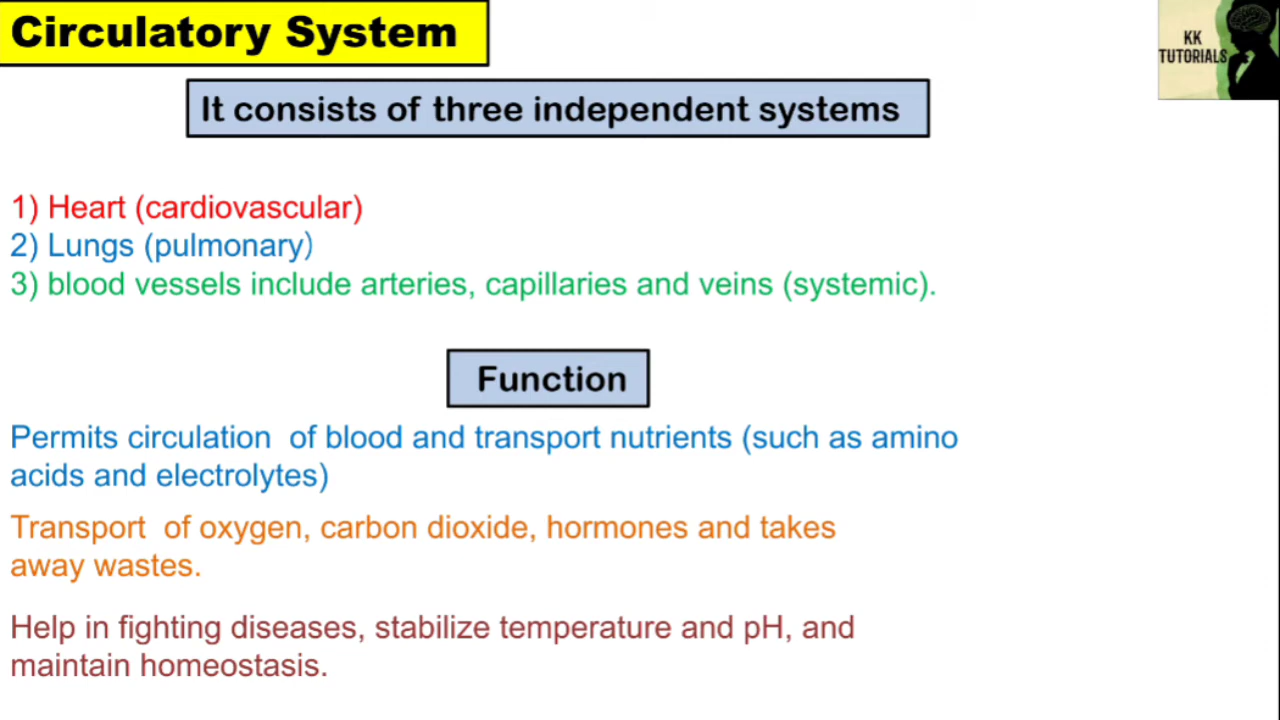 Circulatory System
KK
TUTORIALS
It consists of three independent systems
1) Heart (cardiovascular)
2) Lungs (pulmonary)
3) blood vessels include arteries, capillaries and veins (systemic).
Function
Permits circulation of blood and transport nutrients (such as amino
acids and electrolytes)
Transport of oxygen, carbon dioxide, hormones and takes
away wastes.
Help in fighting diseases, stabilize temperature and pH, and
maintain homeostasis.